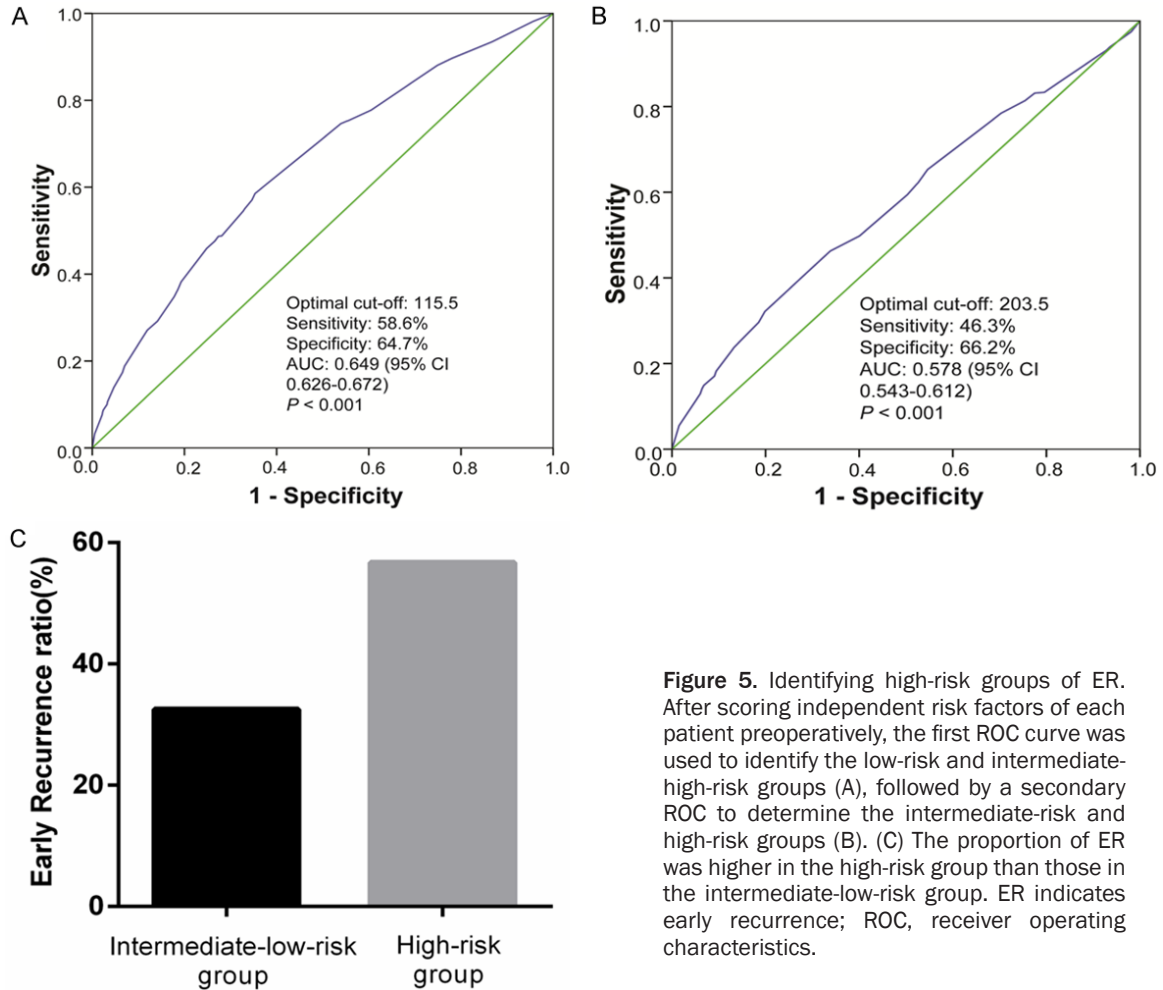 A
1.0
0.8
0.6
0.4
0.2
0.0
Sensitivity
Optimal cut-off: 115.5
Sensitivity: 58.6%
Specificity: 64.7%
AUC: 0.649 (95% CI
0.626-0.672)
P < 0.001
0.0 0.2 0.4 0.6 0.8 1.0
1 - Specificity
B
1.0
0.8
0.6
0.4
0.2
0.0
Sensitivity
Optimal cut-off: 203.5
Sensitivity: 46.3%
Specificity: 66.2%
AUC: 0.578 (95% CI
0.543-0.612)
P < 0.001
0.0 0.2 0.4 0.6 0.8 1.0
1 - Specificity
C
60
40
20
0
Early Recurrence ratio(%)
Intermediate-low-risk
group
High-risk
group
Figure 5. Identifying high-risk groups of ER.
After scoring independent risk factors of each
patient preoperatively, the first ROC curve was
used to identify the low-risk and intermediate-
high-risk groups (A), followed by a secondary
ROC to determine the intermediate-risk and
high-risk groups (B). (C) The proportion of ER
was higher in the high-risk group than those in
the intermediate-low-risk group. ER indicates
early recurrence; ROC, receiver operating
characteristics.